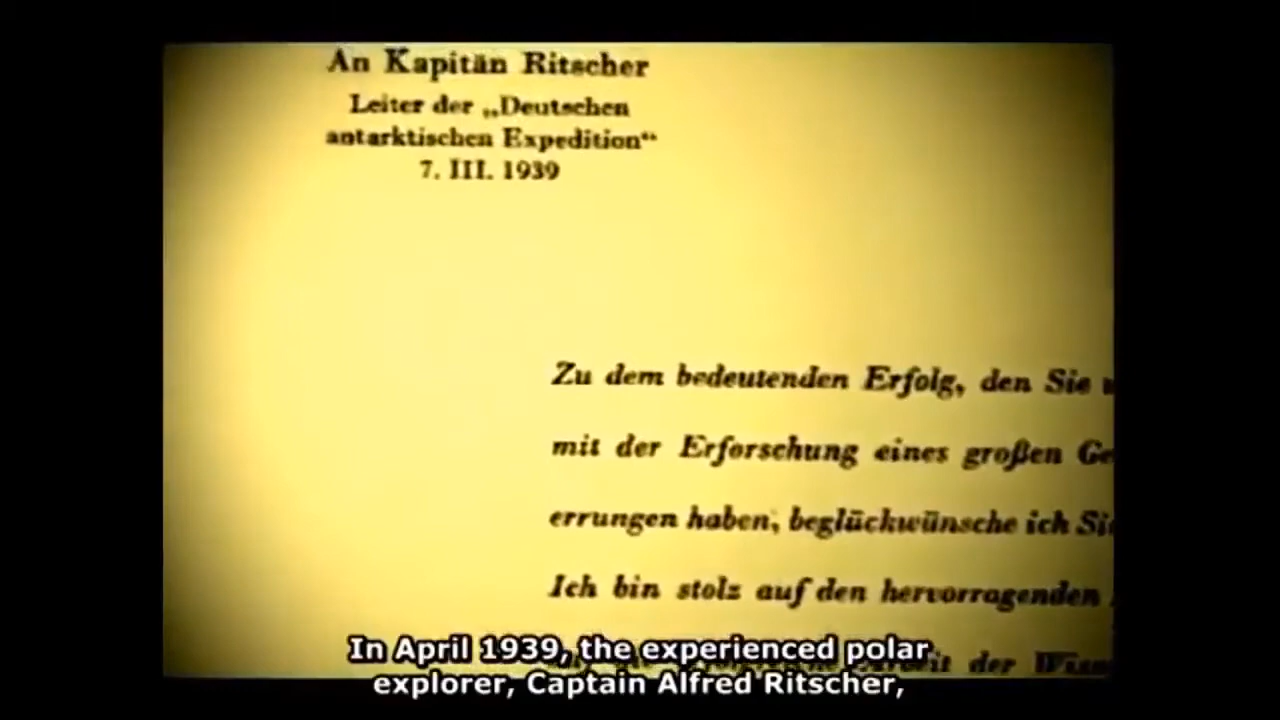 An Kapitän Ritscher
Leiter der „Deutschen
antarktischen Expedition“
7. III. 1939
Zu dem bedeutenden Erfolg, den Sie
mit der Erforschung eines großen
errungen haben, beglückwünsche ich
Ich bin stolz auf den hervorragenden
der
In April 1939, the experienced polar
explorer, Captain Alfred Ritscher,